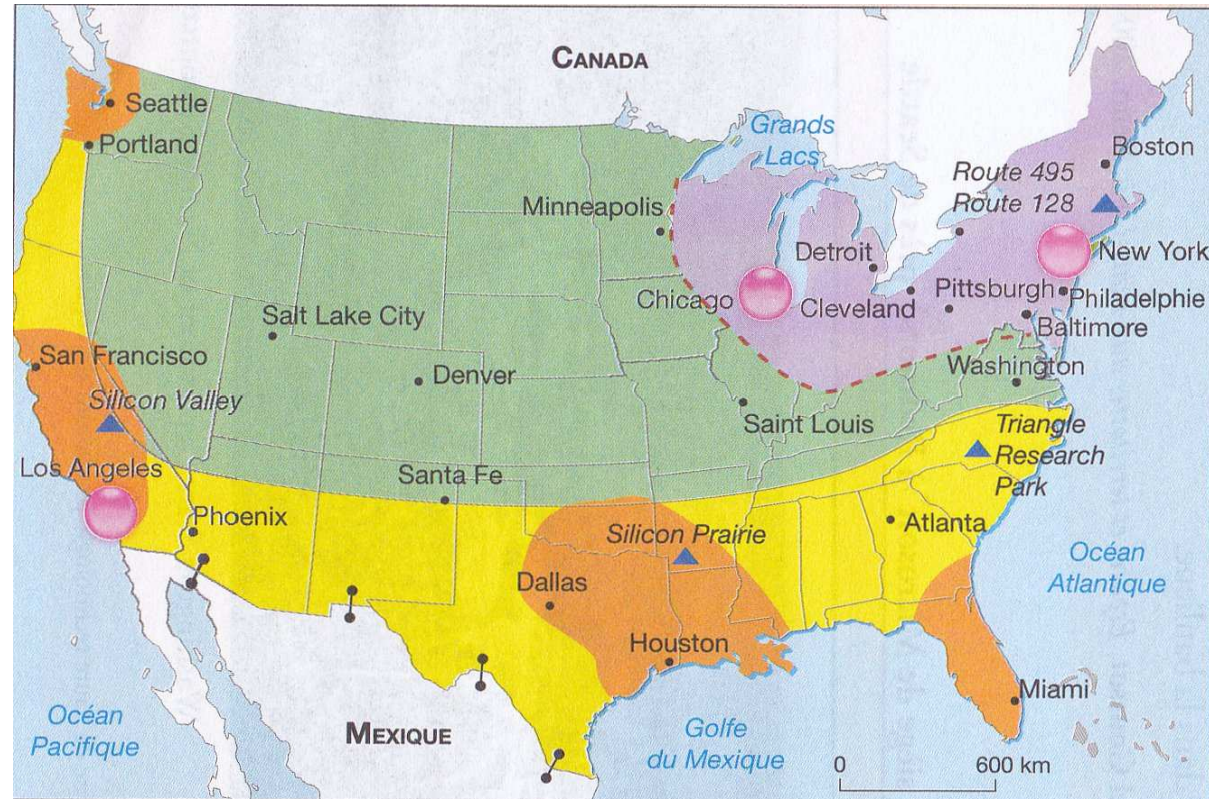 CANADA
Seattle
Portland
Grands
Lacs
Boston
Route 495
Route 128
Minneapolis
Detroit
New York
Chicago
Cleveland
Pittsburgh
Philadelphie
Baltimore
Salt Lake City
San Francisco
Denver
Washington
Silicon Valley
Saint Louis
Triangle
Research
Park
Los Angeles
Santa Fe
Phoenix
Silicon Prairie
Atlanta
Dallas
Océan
Atlantique
Houston
Miami
Océan
Pacifique
MEXIQUE
Golfe
du Mexique
0 600 km